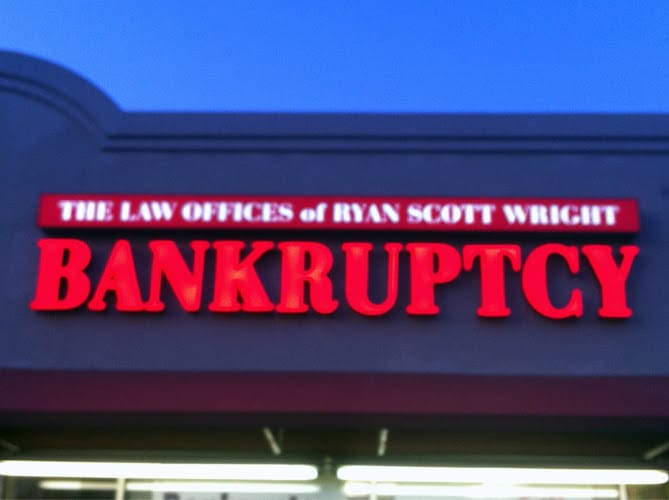 THE LAW OFFICES of RYAN SCOTT WRIGHT
BANKRUPTCY